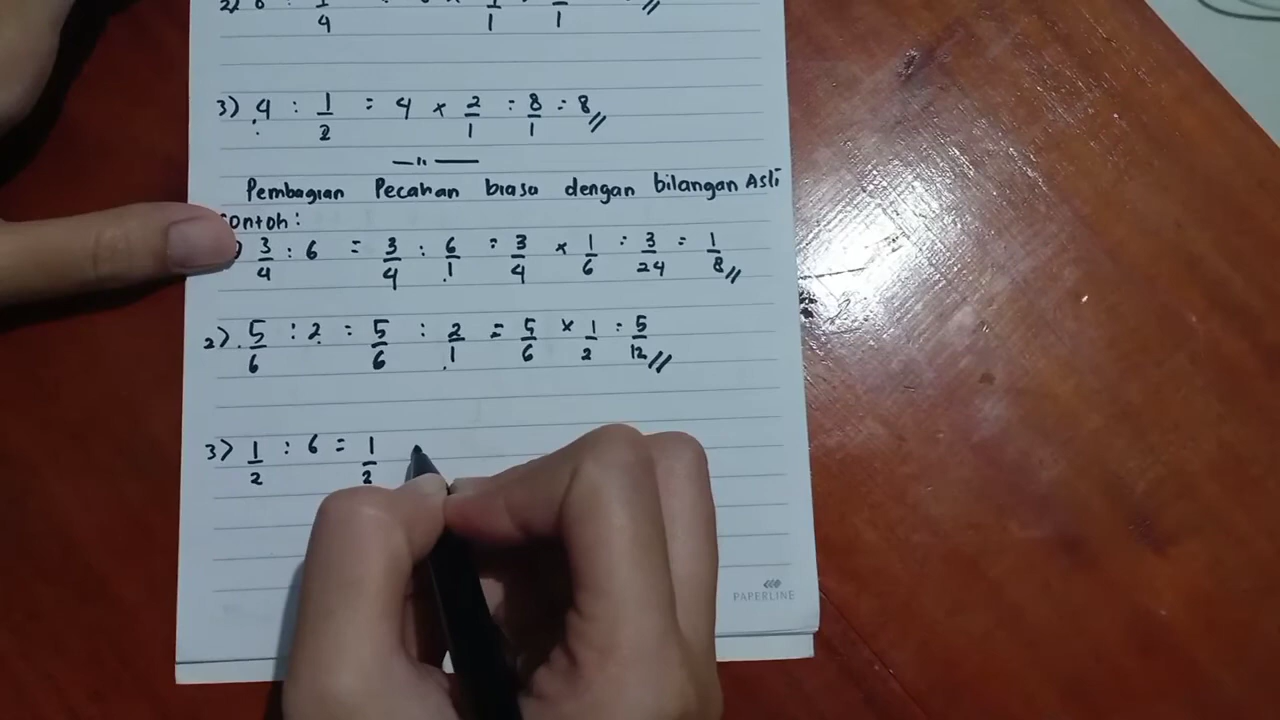 3) 4 : 1/2 = 4 × 2/1 = 8/1 = 8 //
— " —
Pembagian Pecahan biasa dengan bilangan Asli
ontoh :
) 3/4 : 6 = 3/4 : 6/1 = 3/4 × 1/6 = 3/24 = 1/8 //
2) 5/6 : 2 = 5/6 : 2/1 = 5/6 × 1/2 = 5/12 //
3) 1/2 : 6 = 1/2
PAPERLINE